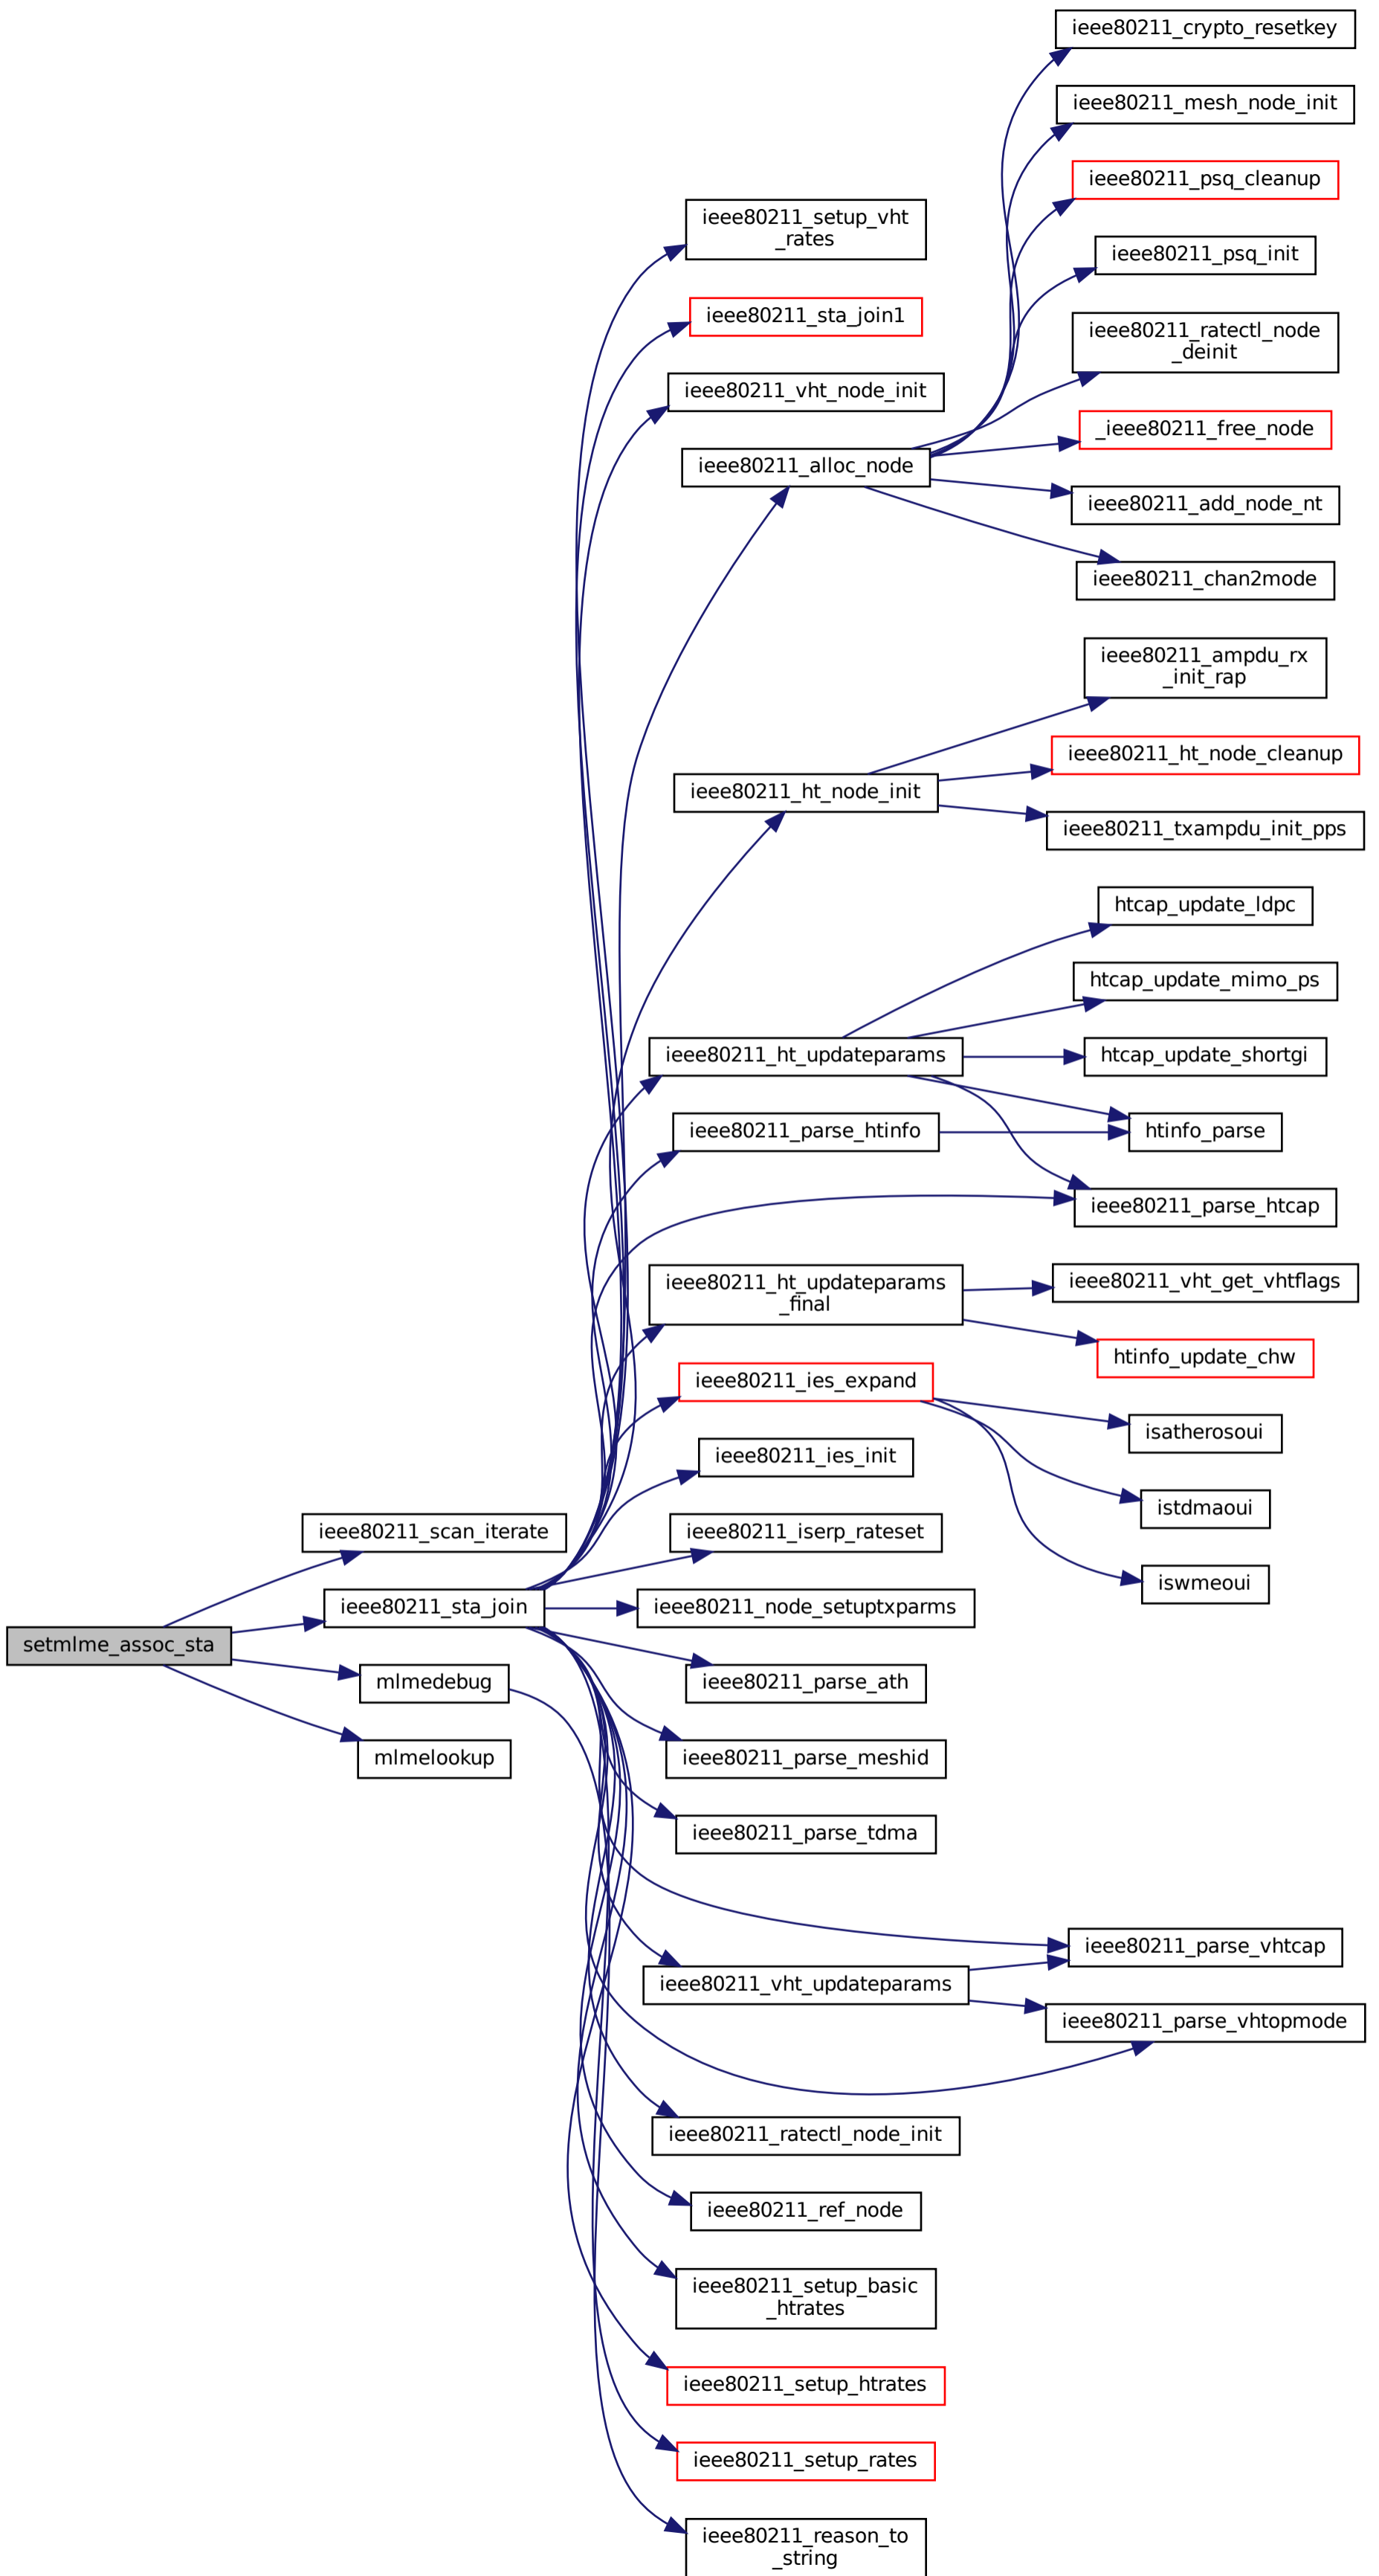 ieee80211_crypto_resetkey
ieee80211_mesh_node_init
ieee80211_psq_cleanup
ieee80211_setup_vht
_rates
ieee80211_psq_init
ieee80211_sta_join1
ieee80211_ratectl_node
_deinit
ieee80211_vht_node_init
_ieee80211_free_node
ieee80211_alloc_node
ieee80211_add_node_nt
ieee80211_chan2mode
ieee80211_ampdu_rx
_init_rap
ieee80211_ht_node_cleanup
ieee80211_ht_node_init
ieee80211_txampdu_init_pps
htcap_update_ldpc
htcap_update_mimo_ps
ieee80211_ht_updateparams
htcap_update_shortgi
ieee80211_parse_htinfo
htinfo_parse
ieee80211_parse_htcap
ieee80211_ht_updateparams
_final
ieee80211_vht_get_vhtflags
htinfo_update_chw
ieee80211_ies_expand
isatherosoui
ieee80211_ies_init
istdmaoui
ieee80211_scan_iterate
ieee80211_iserp_rateset
iswmeoui
ieee80211_sta_join
ieee80211_node_setuptxparms
setmlme_assoc_sta
mlmedebug
ieee80211_parse_ath
mlmelookup
ieee80211_parse_meshid
ieee80211_parse_tdma
ieee80211_parse_vhtcap
ieee80211_vht_updateparams
ieee80211_parse_vhtopmode
ieee80211_ratectl_node_init
ieee80211_ref_node
ieee80211_setup_basic
_htrates
ieee80211_setup_htrates
ieee80211_setup_rates
ieee80211_reason_to
_string